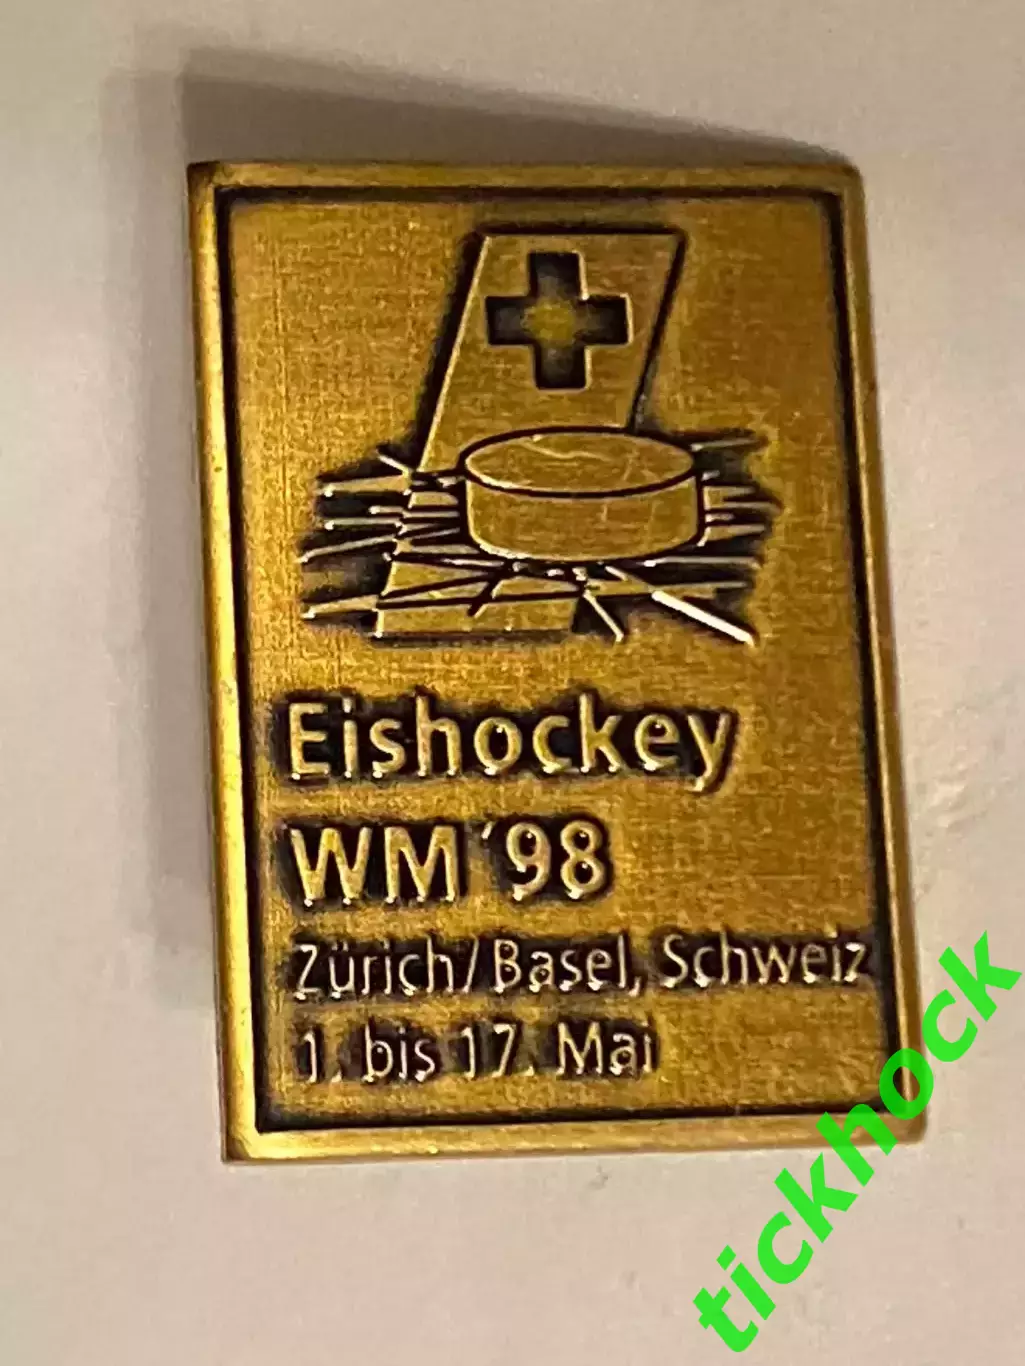 Eishockey
WM '98
Zürich/Basel, Schweiz
1. bis 17. Mai
tickhock